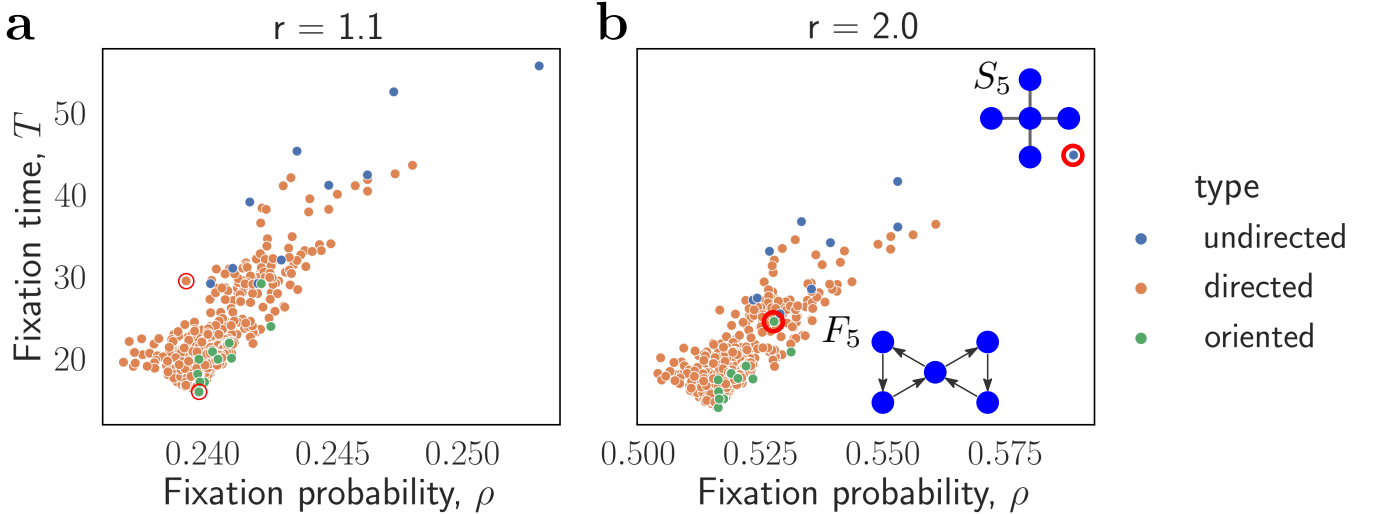 a
r = 1.1
Fixation time, T
50
40
30
20
0.240 0.245 0.250
Fixation probability, ρ
b
r = 2.0
S₅
F₅
0.500 0.525 0.550 0.575
Fixation probability, ρ
type
undirected
directed
oriented